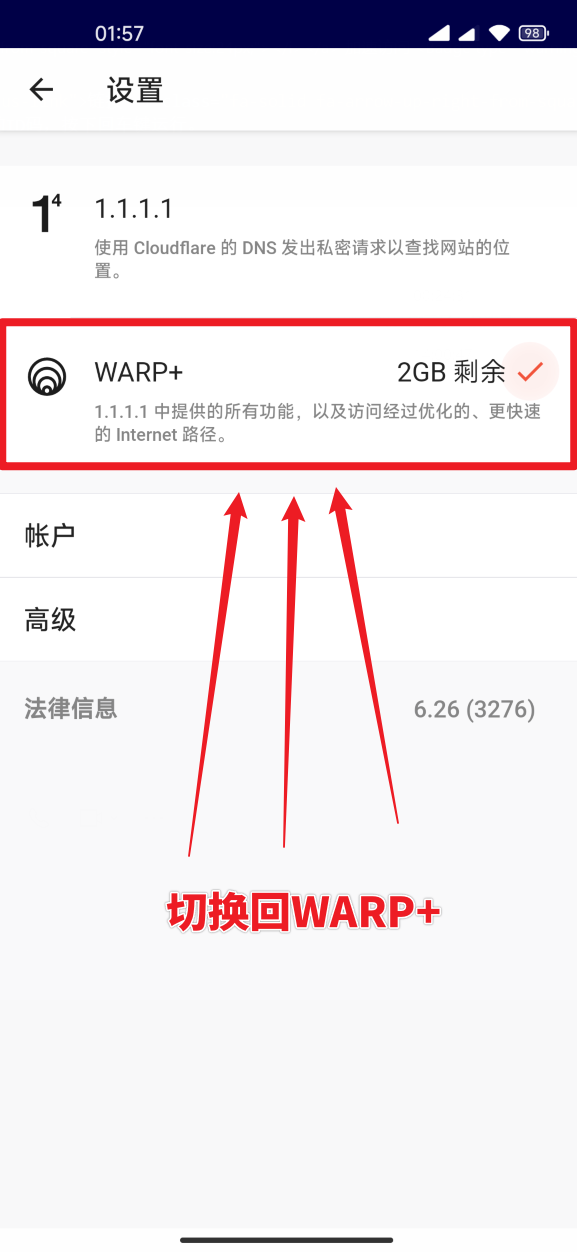 01:57
98
设置
1⁴
1.1.1.1
使用 Cloudflare 的 DNS 发出私密请求以查找网站的位
置。
WARP+
2GB 剩余
1.1.1.1 中提供的所有功能，以及访问经过优化的、更快速
的 Internet 路径。
帐户
高级
法律信息
6.26 (3276)
切换回WARP+